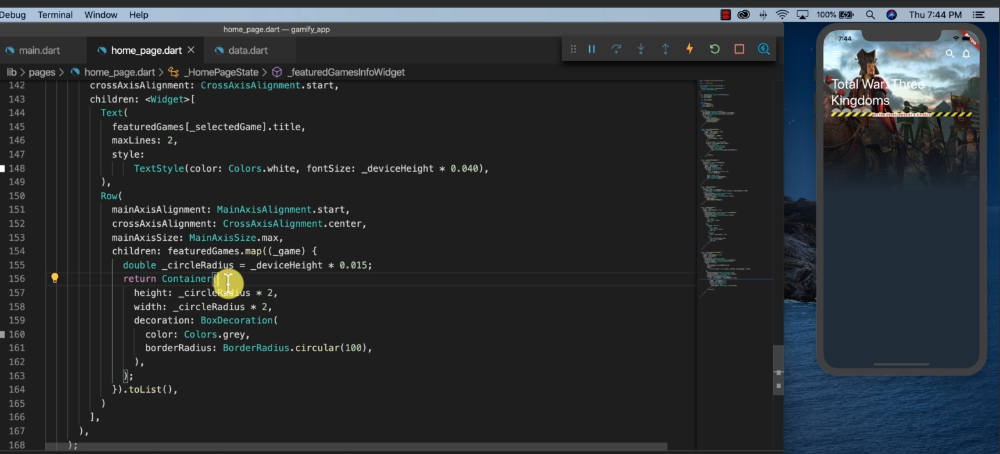 Debug Terminal Window Help 100% Thu 7:44 PM
home_page.dart — gamify_app
main.dart home_page.dart data.dart
lib > pages > home_page.dart > _HomePageState > _featuredGamesInfoWidget
142 crossAxisAlignment: CrossAxisAlignment.start,
143 children: <Widget>[
144 Text(
145 featuredGames[_selectedGame].title,
146 maxLines: 2,
147 style:
148 TextStyle(color: Colors.white, fontSize: _deviceHeight * 0.040),
149 ),
150 Row(
151 mainAxisAlignment: MainAxisAlignment.start,
152 crossAxisAlignment: CrossAxisAlignment.center,
153 mainAxisSize: MainAxisSize.max,
154 children: featuredGames.map((_game) {
155 double _circleRadius = _deviceHeight * 0.015;
156 return Container(
157 height: _circleRadius * 2,
158 width: _circleRadius * 2,
159 decoration: BoxDecoration(
160 color: Colors.grey,
161 borderRadius: BorderRadius.circular(100),
162 ),
163 );
164 }).toList(),
165 )
166 ],
167 ),
168 );
7:44
Total War: Three
Kingdoms